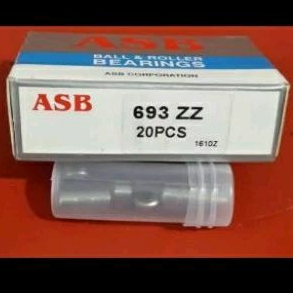 ASB
BALL & ROLLER
BEARINGS
ASB CORPORATION
ASB
693 ZZ
20PCS
1610Z